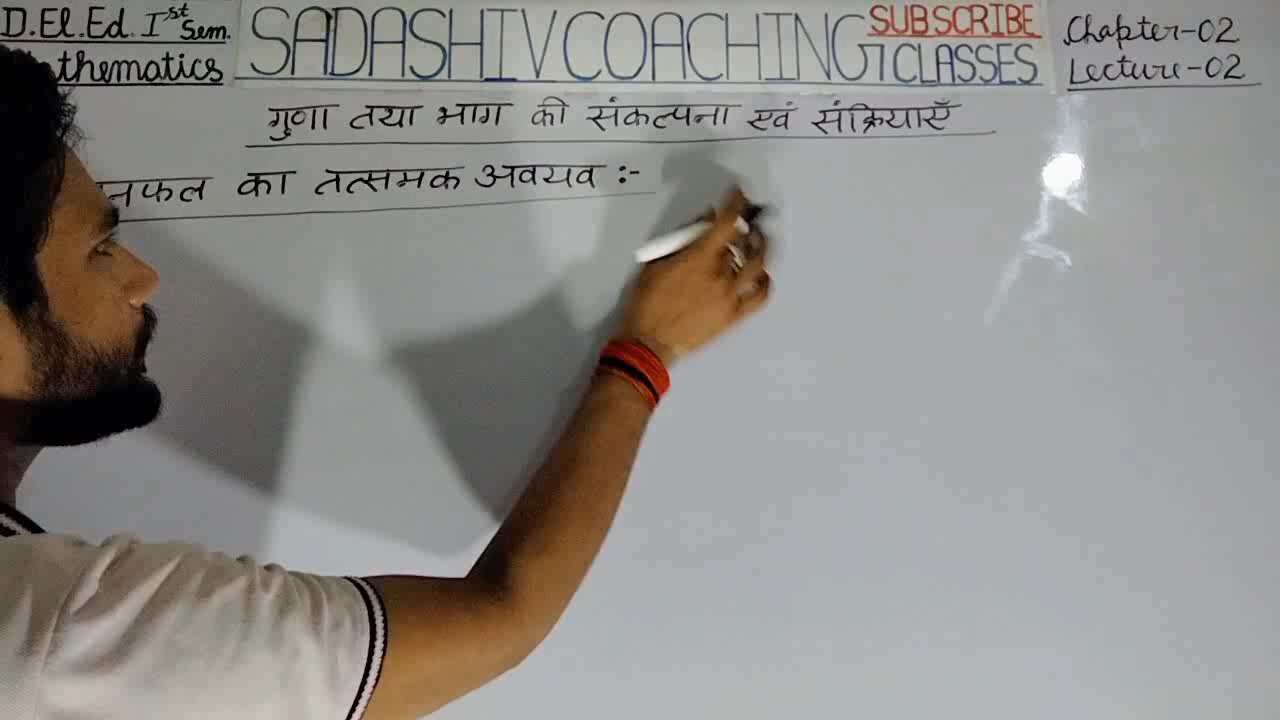 D.El.Ed. Ist Sem.
thematics
SADASHIV COACHING CLASSES
SUBSCRIBE
Chapter-02
Lecture-02
गुणा तथा भाग की संकल्पना एवं संक्रियाएँ
का तत्समक अवयव :-